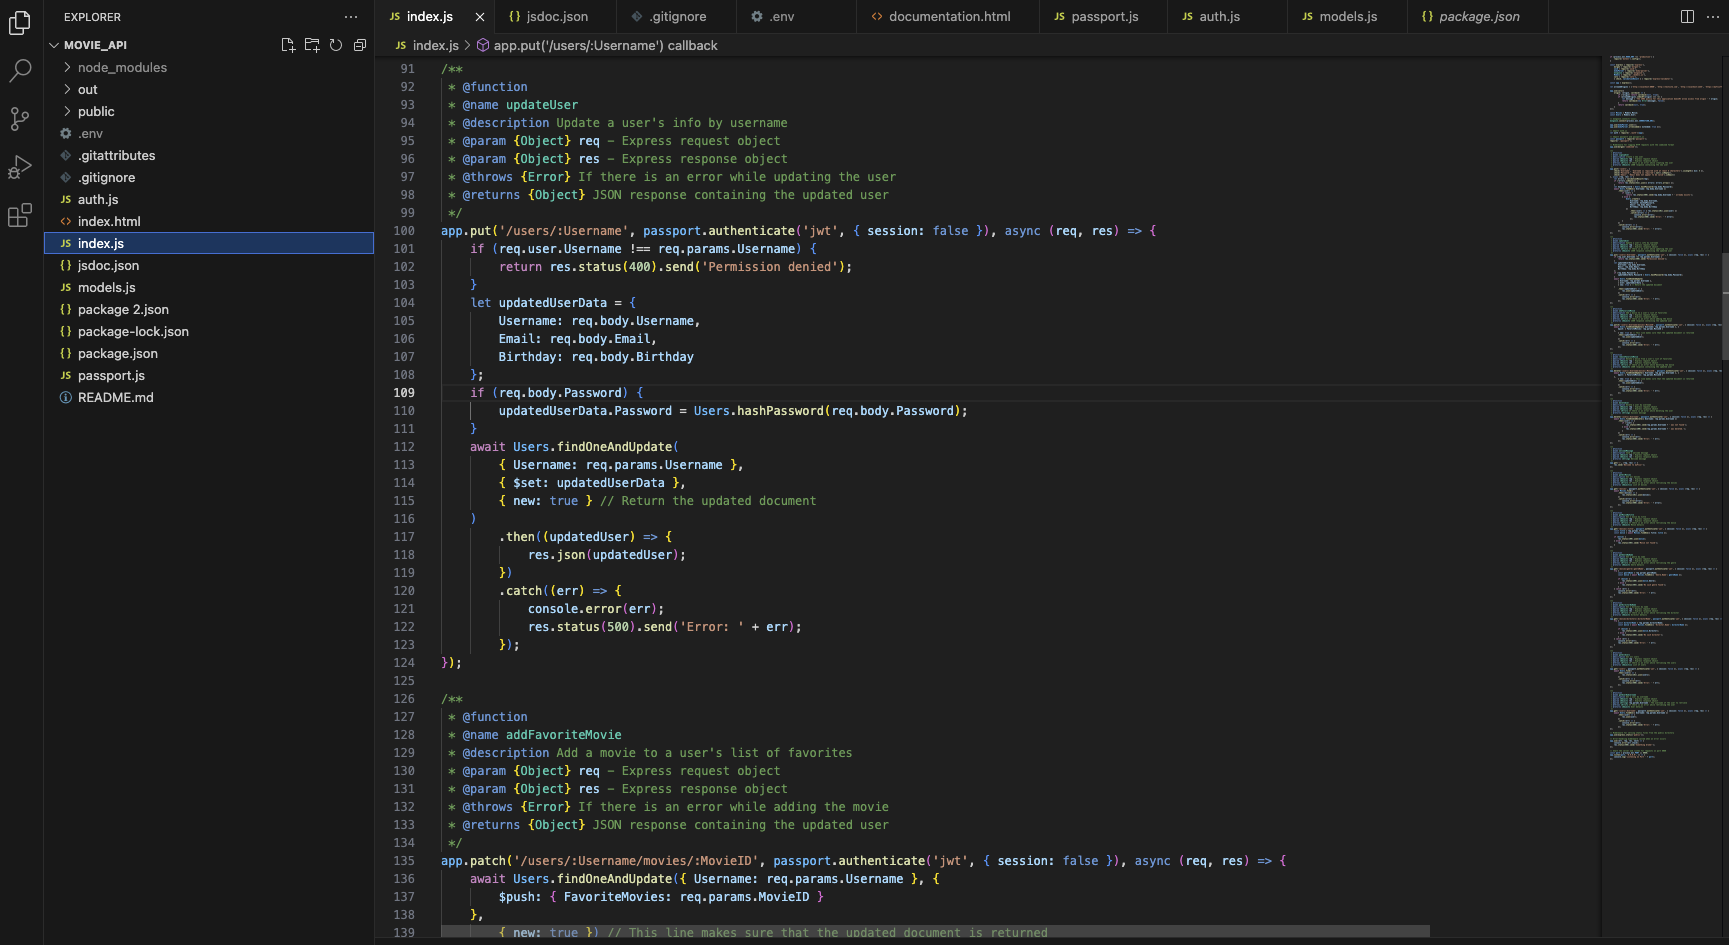 EXPLORER
MOVIE_API
node_modules
out
public
.env
.gitattributes
.gitignore
JS auth.js
<> index.html
JS index.js
{} jsdoc.json
JS models.js
{} package 2.json
{} package-lock.json
{} package.json
JS passport.js
README.md
JS index.js
{} jsdoc.json
.gitignore
.env
<> documentation.html
JS passport.js
JS auth.js
JS models.js
{} package.json
JS index.js > app.put('/users/:Username') callback
91 /**
92 * @function
93 * @name updateUser
94 * @description Update a user's info by username
95 * @param {Object} req - Express request object
96 * @param {Object} res - Express response object
97 * @throws {Error} If there is an error while updating the user
98 * @returns {Object} JSON response containing the updated user
99 */
100 app.put('/users/:Username', passport.authenticate('jwt', { session: false }), async (req, res) => {
101 if (req.user.Username !== req.params.Username) {
102 return res.status(400).send('Permission denied');
103 }
104 let updatedUserData = {
105 Username: req.body.Username,
106 Email: req.body.Email,
107 Birthday: req.body.Birthday
108 };
109 if (req.body.Password) {
110 updatedUserData.Password = Users.hashPassword(req.body.Password);
111 }
112 await Users.findOneAndUpdate(
113 { Username: req.params.Username },
114 { $set: updatedUserData },
115 { new: true } // Return the updated document
116 )
117 .then((updatedUser) => {
118 res.json(updatedUser);
119 })
120 .catch((err) => {
121 console.error(err);
122 res.status(500).send('Error: ' + err);
123 });
124 });
125
126 /**
127 * @function
128 * @name addFavoriteMovie
129 * @description Add a movie to a user's list of favorites
130 * @param {Object} req - Express request object
131 * @param {Object} res - Express response object
132 * @throws {Error} If there is an error while adding the movie
133 * @returns {Object} JSON response containing the updated user
134 */
135 app.patch('/users/:Username/movies/:MovieID', passport.authenticate('jwt', { session: false }), async (req, res) => {
136 await Users.findOneAndUpdate({ Username: req.params.Username }, {
137 $push: { FavoriteMovies: req.params.MovieID }
138 },
139 { new: true }) // This line makes sure that the updated document is returned